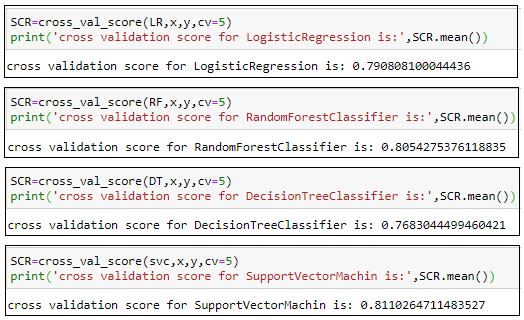 SCR=cross_val_score(LR,x,y,cv=5)
print('cross validation score for LogisticRegression is:',SCR.mean())
cross validation score for LogisticRegression is: 0.790808100044436
SCR=cross_val_score(RF,x,y,cv=5)
print('cross validation score for RandomForestClassifier is:',SCR.mean())
cross validation score for RandomForestClassifier is: 0.8054275376118835
SCR=cross_val_score(DT,x,y,cv=5)
print('cross validation score for DecisionTreeClassifier is:',SCR.mean())
cross validation score for DecisionTreeClassifier is: 0.7683044499460421
SCR=cross_val_score(svc,x,y,cv=5)
print('cross validation score for SupportVectorMachin is:',SCR.mean())
cross validation score for SupportVectorMachin is: 0.8110264711483527